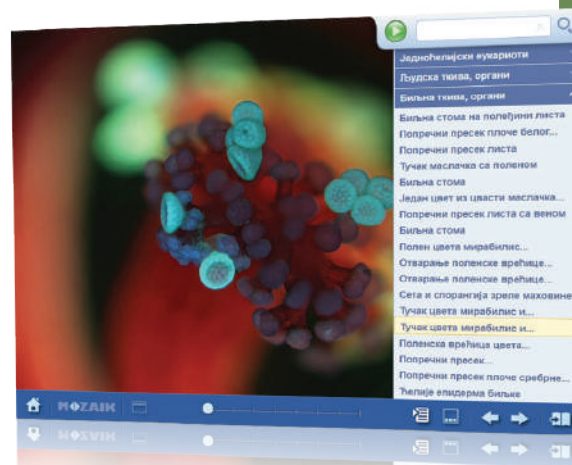 Једноћелијски еукариоти
Људска ткива, органи
Биљна ткива, органи
Биљна стома на полеђини листа
Попречни пресек плоче белог...
Попречни пресек листа
Тучак маслачка са поленом
Биљна стома
Један цвет из цвасти маслачка...
Попречни пресек листа са веном
Биљна стома
Полен цвета мирабилис...
Отварање поленске врећице...
Отварање поленске врећице...
Сета и спорангија зреле маховине
Тучак цвета мирабилис и...
Тучак цвета мирабилис и...
Поленска врећица цвета...
Попречни пресек...
Попречни пресек плоче сребрне...
Ћелије епидерма биљке
MOZAIK